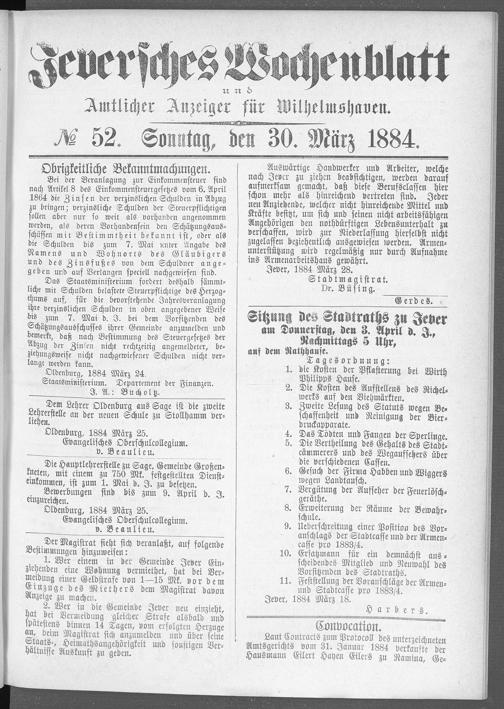 Jeversches Wochenblatt
und
Amtlicher Anzeiger für Wilhelmshaven.
№ 52. Sonntag, den 30. März 1884.
Obrigkeitliche Bekanntmachungen.
Bei der Veranlagung zur Einkommensteuer sind
nach Artikel 8 des Einkommensteuergesetzes vom 6. April
1864 die Zinsen der verzinslichen Schulden in Abzug
zu bringen; verzinsliche Schulden der Steuerpflichtigen
sollen aber nur so weit als vorhanden angenommen
werden, als deren Vorhandensein den Schätzungsaus-
schüssen mit Bestimmtheit bekannt ist, oder als
die Schulden bis zum 7. Mai unter Angabe des
Namens und Wohnorts des Gläubigers
und des Zinsfußes von dem Schuldner ange-
geben und auf Verlangen speciell nachgewiesen sind.
Das Staatsministerium fordert deshalb sämmt-
liche mit Schulden belastete Steuerpflichtige des Herzog-
thums auf, für die bevorstehende Jahresveranlagung
ihre verzinslichen Schulden in oben angegebener Weise
bis zum 7. Mai d. J. bei dem Vorsitzenden des
Schätzungsausschusses ihrer Gemeinde anzumelden und
bemerkt, daß nach Bestimmung des Steuergesetzes der
Abzug der Zinsen nicht rechtzeitig angemeldeter, be-
ziehungsweise nicht nachgewiesener Schulden nicht ver-
langt werden kann.
Oldenburg, 1884 März 24.
Staatsministerium. Departement der Finanzen.
J. A.: Bucholtz.
Dem Lehrer Oldenburg aus Sage ist die zweite
Lehrerstelle an der neuen Schule zu Stollhamm ver-
liehen.
Oldenburg, 1884 März 25.
Evangelisches Oberschulcollegium.
v. Beaulieu.
Die Hauptlehrerstelle zu Sage, Gemeinde Großen-
kneten, mit einem zu 750 Mk. festgestellten Dienst-
einkommen, ist zum 1. Mai d. J. zu besetzen.
Bewerbungen sind bis zum 9. April d. J.
einzureichen.
Oldenburg, 1884 März 25.
Evangelisches Oberschulcollegium.
v. Beaulieu.
Der Magistrat sieht sich veranlaßt, auf folgende
Bestimmungen hinzuweisen:
1. Wer einem in der Gemeinde Jever Ein-
ziehenden eine Wohnung vermiethet, hat bei Ver-
meidung einer Geldstrafe von 1—15 Mk. vor dem
Einzuge des Miethers dem Magistrat davon
Anzeige zu machen.
2. Wer in die Gemeinde Jever neu einzieht,
hat bei Vermeidung gleicher Strafe alsbald und
spätestens binnen 14 Tagen, vom erfolgten Herzuge
an, beim Magistrat sich anzumelden und über seine
Staats-, Heimathsangehörigkeit und sonstigen Ver-
hältnisse Auskunft zu geben.
Auswärtige Handwerker und Arbeiter, welche
nach Jever zu ziehen beabsichtigen, werden darauf
aufmerksam gemacht, daß diese Berufsclassen hier
schon mehr als hinreichend vertreten sind. Jeder
neu Anziehende, welcher nicht hinreichende Mittel und
Kräfte besitzt, um sich und seinen nicht arbeitsfähigen
Angehörigen den nothdürftigen Lebensunterhalt zu
verschaffen, wird zur Niederlassung hierselbst nicht
zugelassen beziehentlich ausgewiesen werden. Armen-
unterstützung wird regelmäßig nur durch Aufnahme
ins Armenarbeitshaus gewährt.
Jever, 1884 März 28.
Stadtmagistrat.
Dr. Büsing.
Gerdes.
Sitzung des Stadtraths zu Jever
am Donnerstag, den 3. April d. J.,
Nachmittags 5 Uhr,
auf dem Rathhause.
Tagesordnung:
1. die Kosten der Pflasterung bei Wirth
Philipps Hause.
2. Die Kosten des Aufstellens des Richel-
werks auf den Viehmärkten.
3. Zweite Lesung des Statuts wegen Be-
schaffenheit und Reinigung der Bier-
druckapparate.
4. Das Tödten und Fangen der Sperlinge.
5. Die Vertheilung des Gehalts des Stadt-
cämmerers und des Wegaufsehers über
die verschiedenen Cassen.
6. Gesuch der Firma Habben und Wiggers
wegen Landtausch.
7. Vergütung der Aufseher der Feuerlösch-
geräthe.
8. Erweiterung der Räume der Bewahr-
schule.
9. Ueberschreitung einer Position des Vor-
anschlags der Stadtcasse und der Armen-
casse pro 1883/4.
10. Ersatzmann für ein demnächst aus-
scheidendes Mitglied und Neuwahl des
Vorsitzenden des Stadtraths.
11. Feststellung der Voranschläge der Armen-
und Stadtcasse pro 1883/4.
Jever, 1884 März 18.
Harbers.
Convocation.
Laut Contracts zum Protocoll des unterzeichneten
Amtsgerichts vom 31. Januar 1884 verkaufte der
Hausmann Eilert Hayen Eilers zu Ramina, Ge-